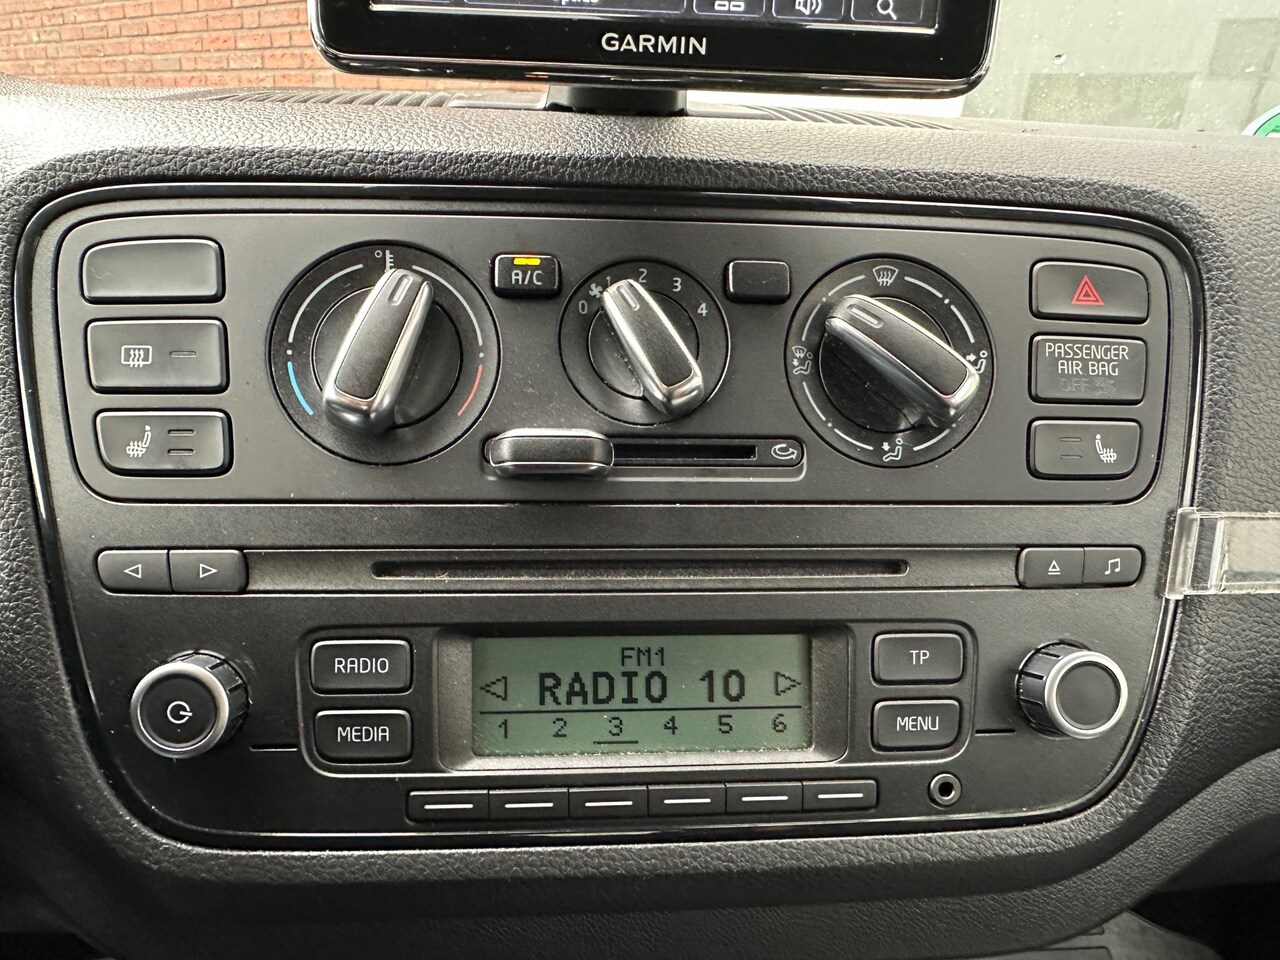 GARMIN
A/C
0 1 2 3 4
PASSENGER
AIR BAG
OFF
RADIO
MEDIA
FM1
RADIO 10
1 2 3 4 5 6
TP
MENU